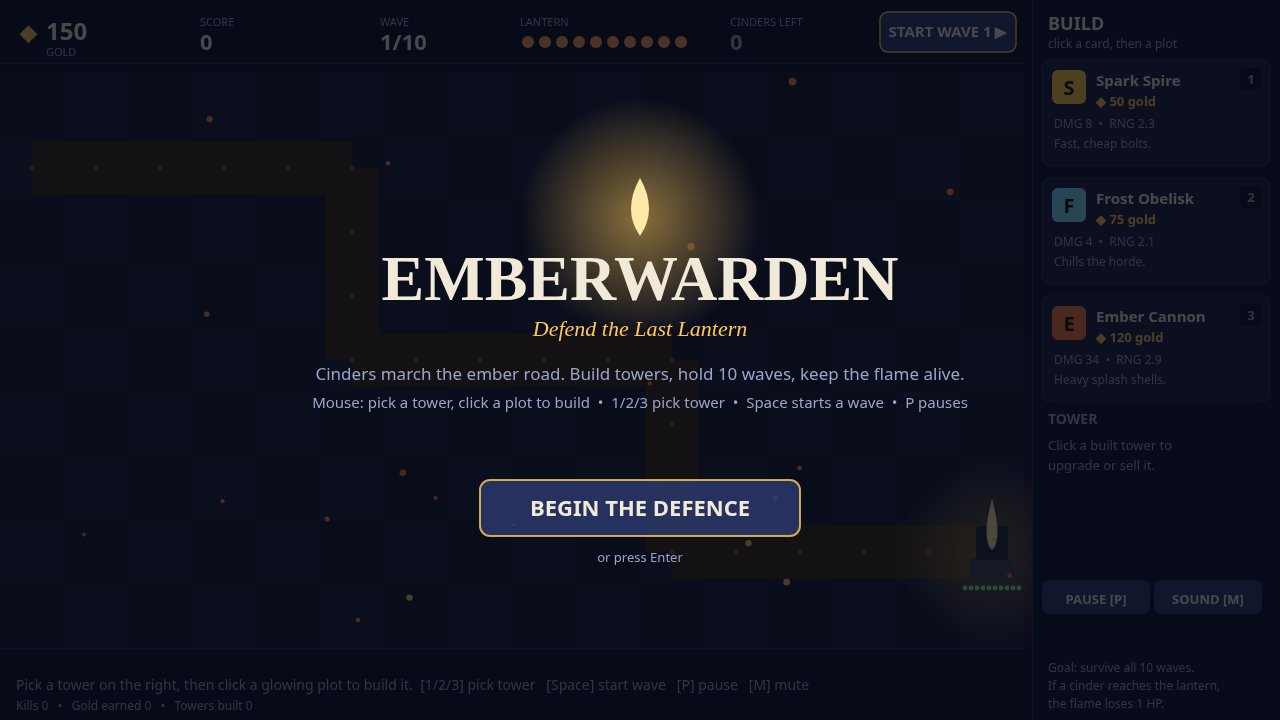 150
GOLD
SCORE
0
WAVE
1/10
LANTERN
CINDERS LEFT
0
START WAVE 1 ▶
BUILD
click a card, then a plot
S
Spark Spire
1
◆ 50 gold
DMG 8 • RNG 2.3
Fast, cheap bolts.
F
Frost Obelisk
2
◆ 75 gold
DMG 4 • RNG 2.1
Chills the horde.
E
Ember Cannon
3
◆ 120 gold
DMG 34 • RNG 2.9
Heavy splash shells.
TOWER
Click a built tower to
upgrade or sell it.
PAUSE [P]
SOUND [M]
Goal: survive all 10 waves.
If a cinder reaches the lantern,
the flame loses 1 HP.
EMBERWARDEN
Defend the Last Lantern
Cinders march the ember road. Build towers, hold 10 waves, keep the flame alive.
Mouse: pick a tower, click a plot to build • 1/2/3 pick tower • Space starts a wave • P pauses
BEGIN THE DEFENCE
or press Enter
Pick a tower on the right, then click a glowing plot to build it. [1/2/3] pick tower [Space] start wave [P] pause [M] mute
Kills 0 • Gold earned 0 • Towers built 0